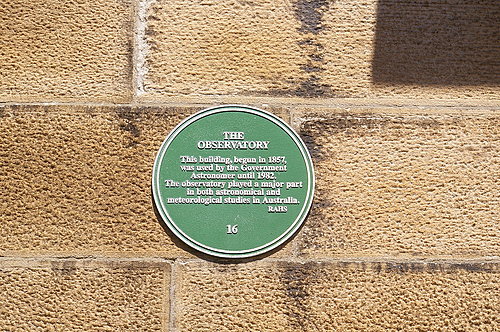 THE
OBSERVATORY
This building, begun in 1857,
was used by the Government
Astronomer until 1982.
The observatory played a major part
in both astronomical and
meteorological studies in Australia.
RAHS
16